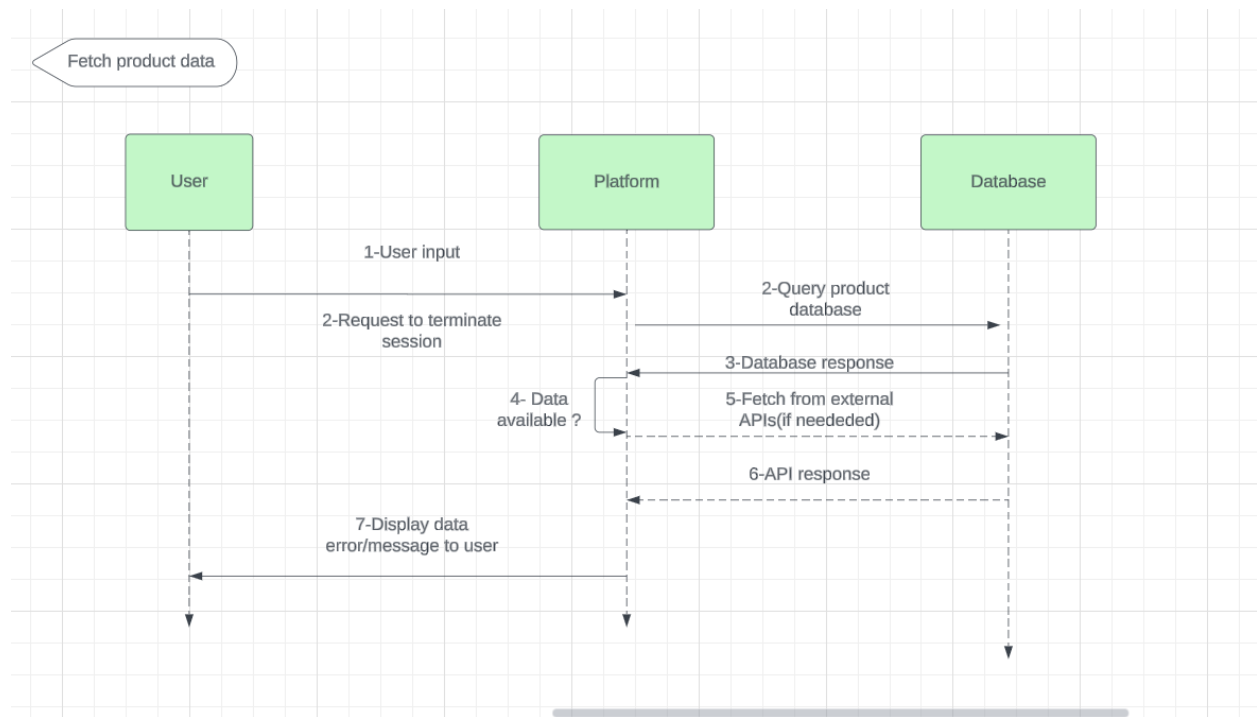 Fetch product data
User
Platform
Database
1-User input
2-Query product
database
2-Request to terminate
session
3-Database response
4- Data
available ?
5-Fetch from external
APIs(if neededed)
6-API response
7-Display data
error/message to user